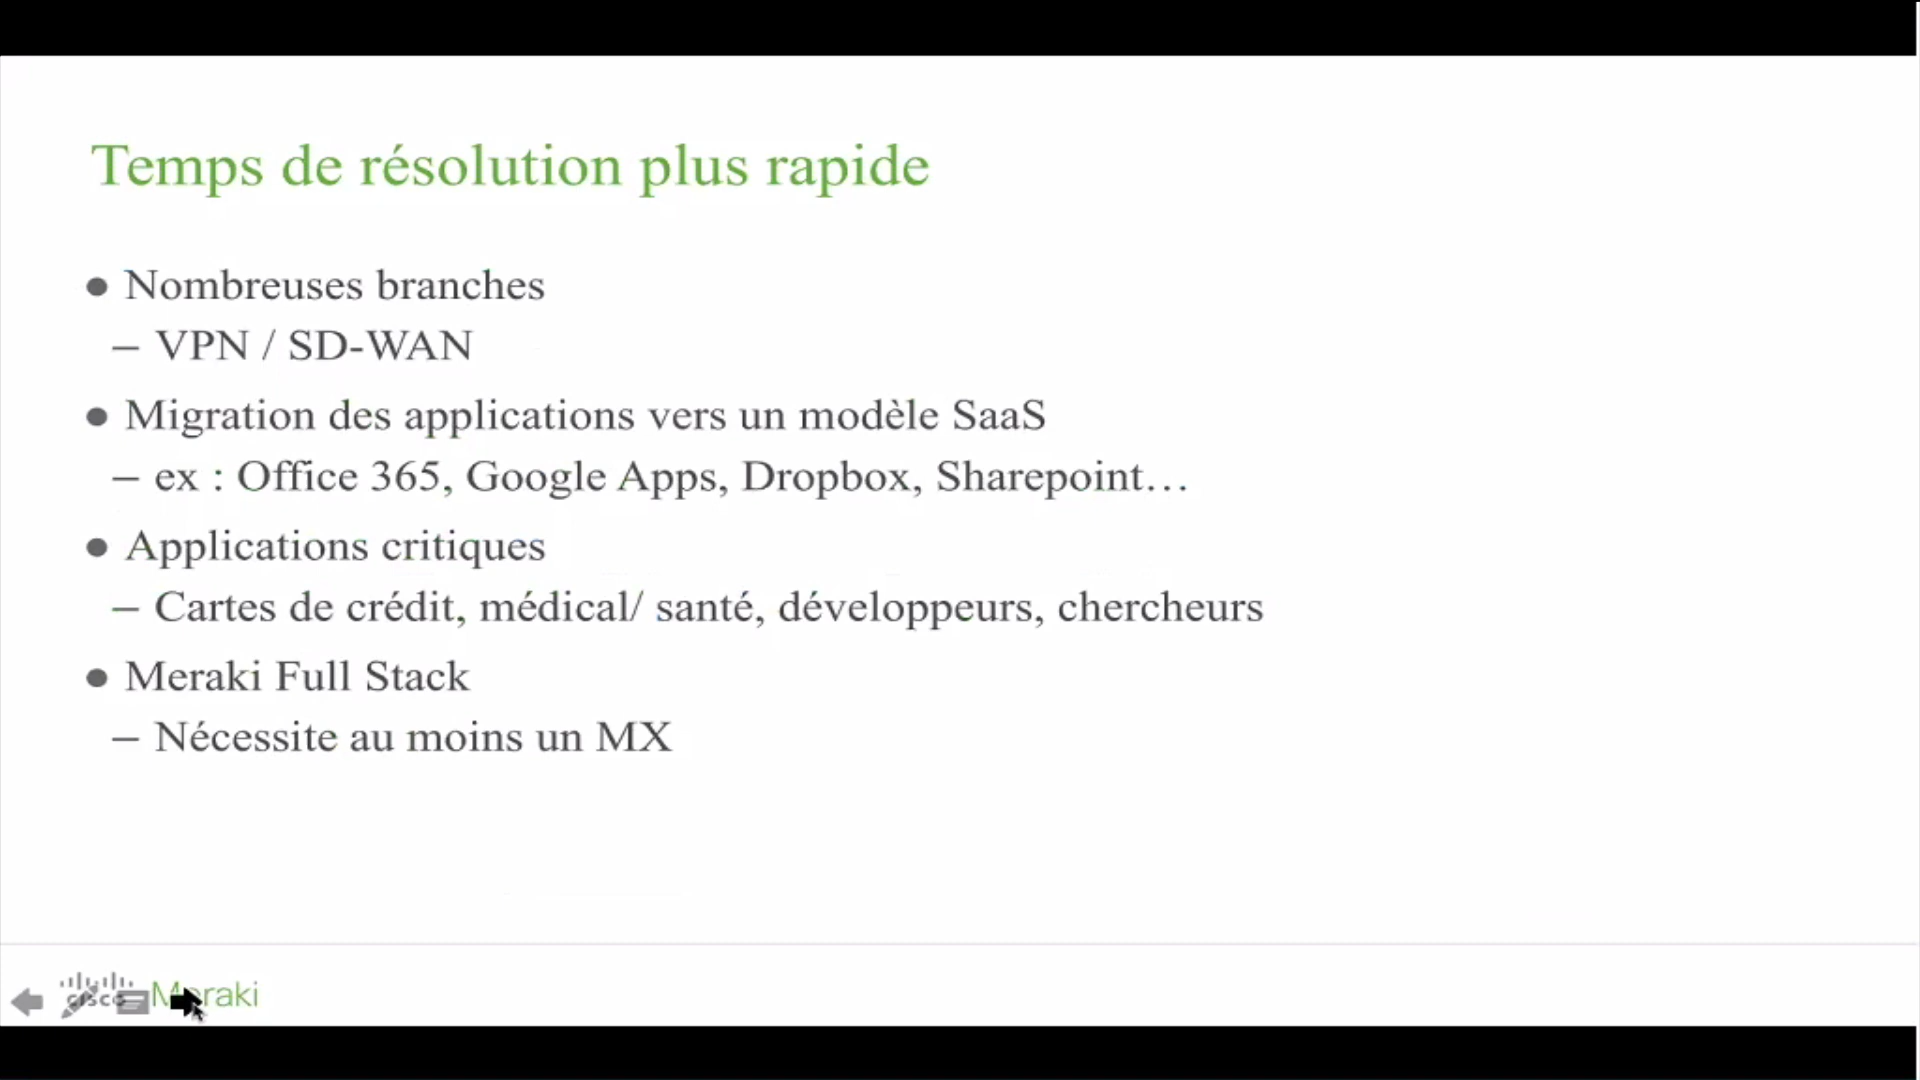 Temps de résolution plus rapide
● Nombreuses branches
– VPN / SD-WAN
● Migration des applications vers un modèle SaaS
– ex : Office 365, Google Apps, Dropbox, Sharepoint…
● Applications critiques
– Cartes de crédit, médical/ santé, développeurs, chercheurs
● Meraki Full Stack
– Nécessite au moins un MX
cisco Meraki